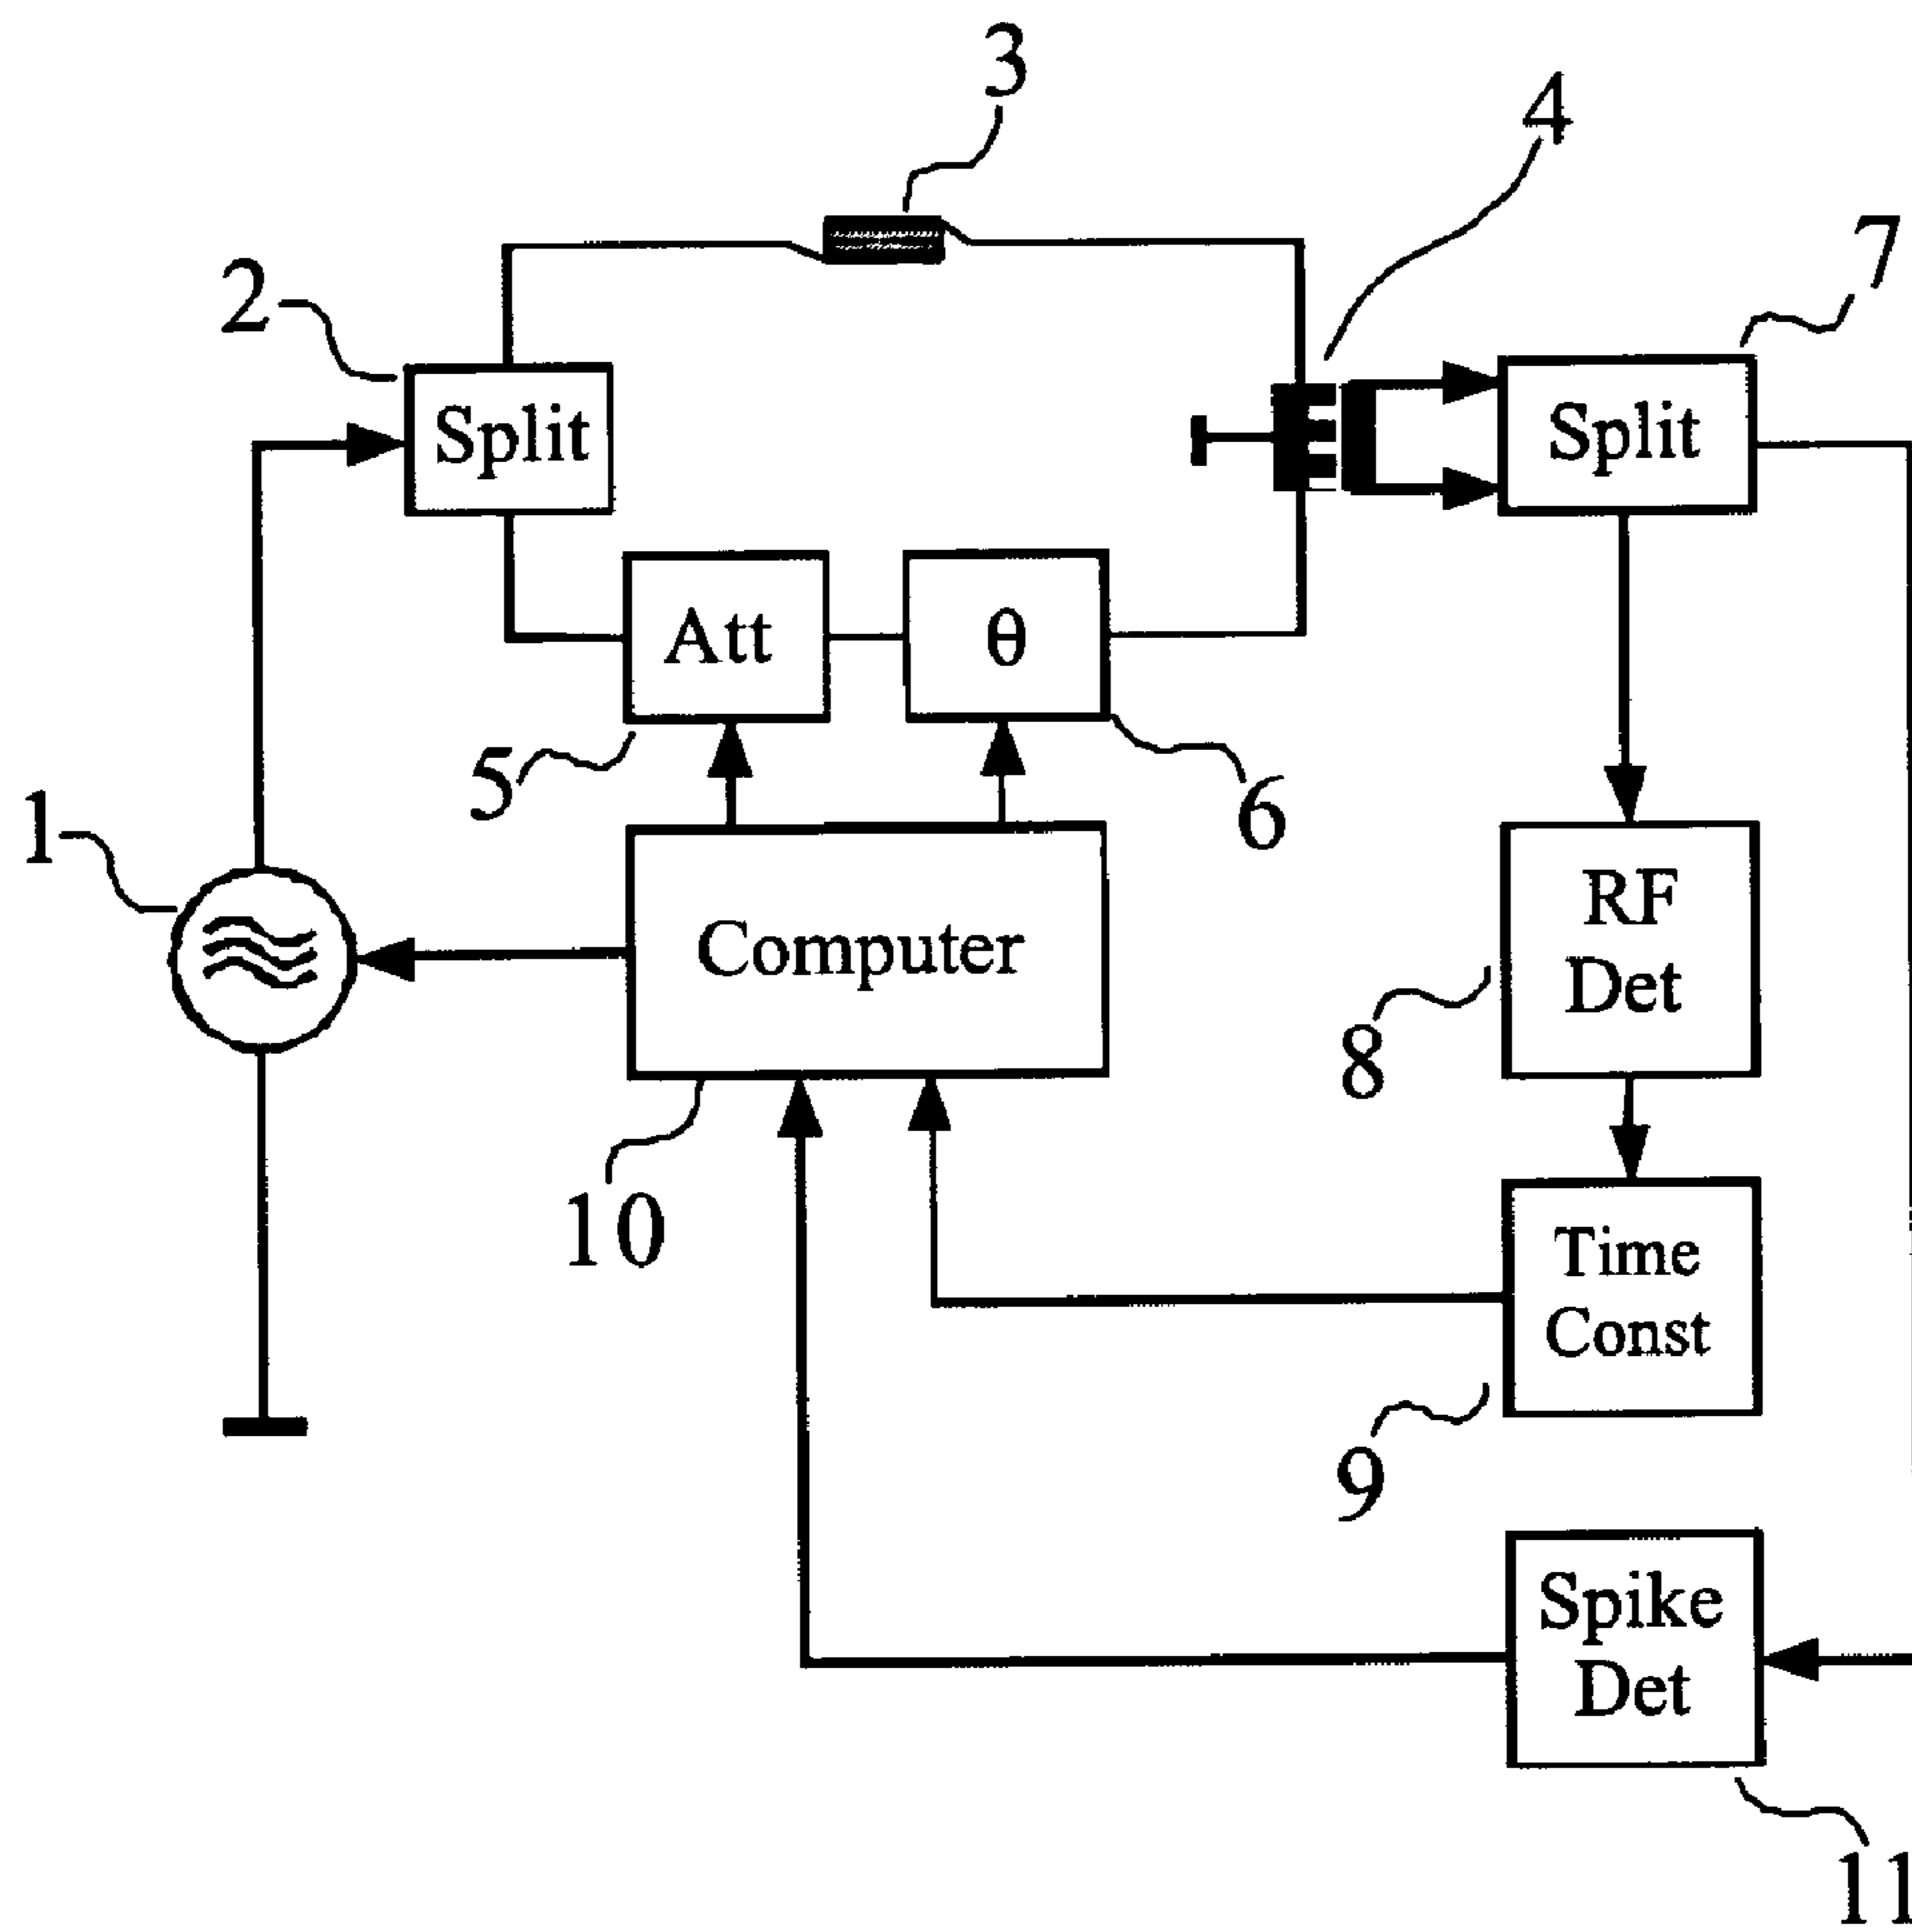 3
4
7
2
Split
Split
Att
θ
5
6
1
RF
Det
Computer
8
10
Time
Const
9
Spike
Det
11